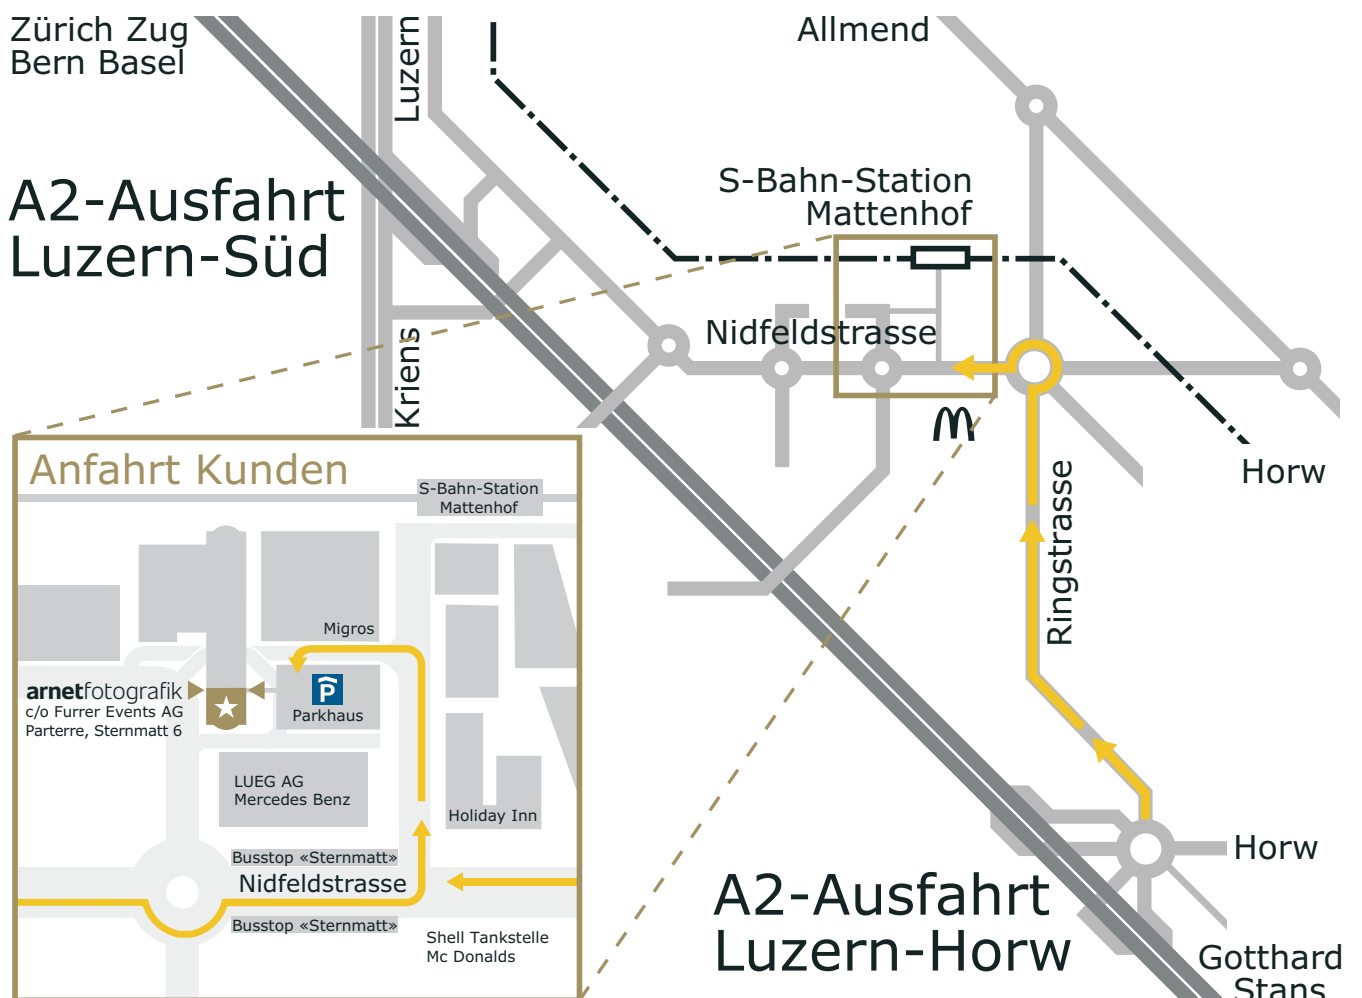 Zürich Zug
Bern Basel
Luzern
Allmend
A2-Ausfahrt
Luzern-Süd
S-Bahn-Station
Mattenhof
Nidfeldstrasse
Kriens
Horw
Ringstrasse
Anfahrt Kunden
S-Bahn-Station
Mattenhof
Migros
arnetfotografik
c/o Furrer Events AG
Parterre, Sternmatt 6
P
Parkhaus
LUEG AG
Mercedes Benz
Holiday Inn
Busstop «Sternmatt»
Nidfeldstrasse
Busstop «Sternmatt»
Shell Tankstelle
Mc Donalds
Horw
A2-Ausfahrt
Luzern-Horw
Gotthard
Stans